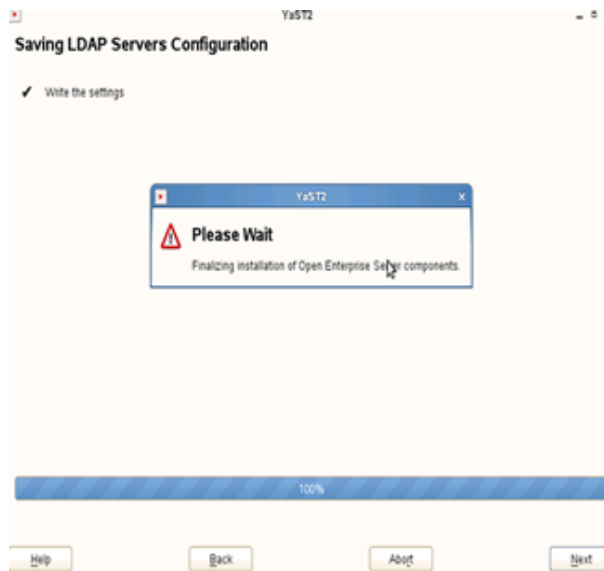 YaST2
Saving LDAP Servers Configuration
✔ Write the settings
YaST2
Please Wait
Finalizing installation of Open Enterprise Server components.
100%
Help
Back
Abort
Next